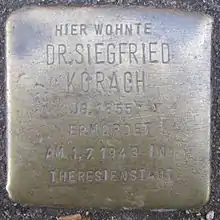 HIER WOHNTE
DR. SIEGFRIED
KORACH
JG. 1855
ERMORDET
AM 1.7.1943 IN
THERESIENSTADT